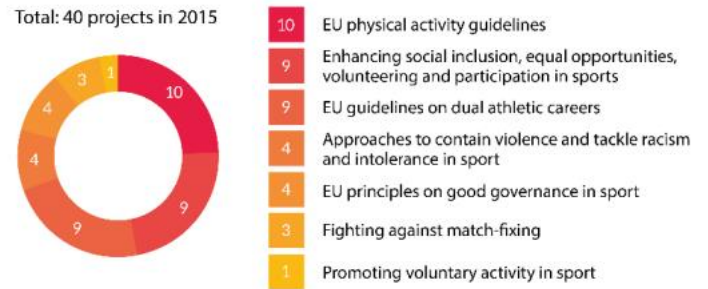 Total: 40 projects in 2015
10
9
9
4
4
3
1
10 EU physical activity guidelines
9 Enhancing social inclusion, equal opportunities,
volunteering and participation in sports
9 EU guidelines on dual athletic careers
4 Approaches to contain violence and tackle racism
and intolerance in sport
4 EU principles on good governance in sport
3 Fighting against match-fixing
1 Promoting voluntary activity in sport